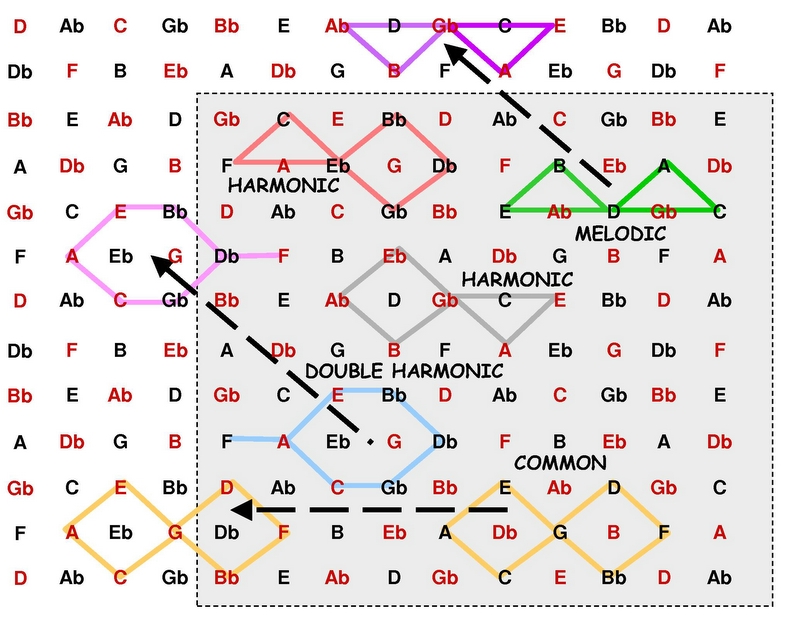 D Ab C Gb Bb E Ab D Gb C E Bb D Ab
Db F B Eb A Db G B F A Eb G Db F
Bb E Ab D Gb C E Bb D Ab C Gb Bb E
A Db G B F A Eb G Db F B Eb A Db
HARMONIC
Gb C E Bb D Ab C Gb Bb E Ab D Gb C
MELODIC
F A Eb G Db F B Eb A Db G B F A
HARMONIC
D Ab C Gb Bb E Ab D Gb C E Bb D Ab
Db F B Eb A Db G B F A Eb G Db F
DOUBLE HARMONIC
Bb E Ab D Gb C E Bb D Ab C Gb Bb E
A Db G B F A Eb G Db F B Eb A Db
COMMON
Gb C E Bb D Ab C Gb Bb E Ab D Gb C
F A Eb G Db F B Eb A Db G B F A
D Ab C Gb Bb E Ab D Gb C E Bb D Ab